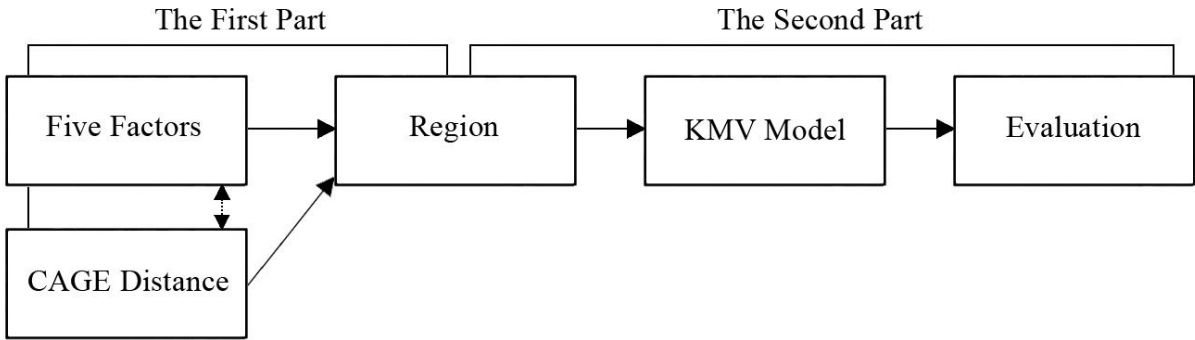 The First Part
The Second Part
Five Factors
Region
KMV Model
Evaluation
CAGE Distance